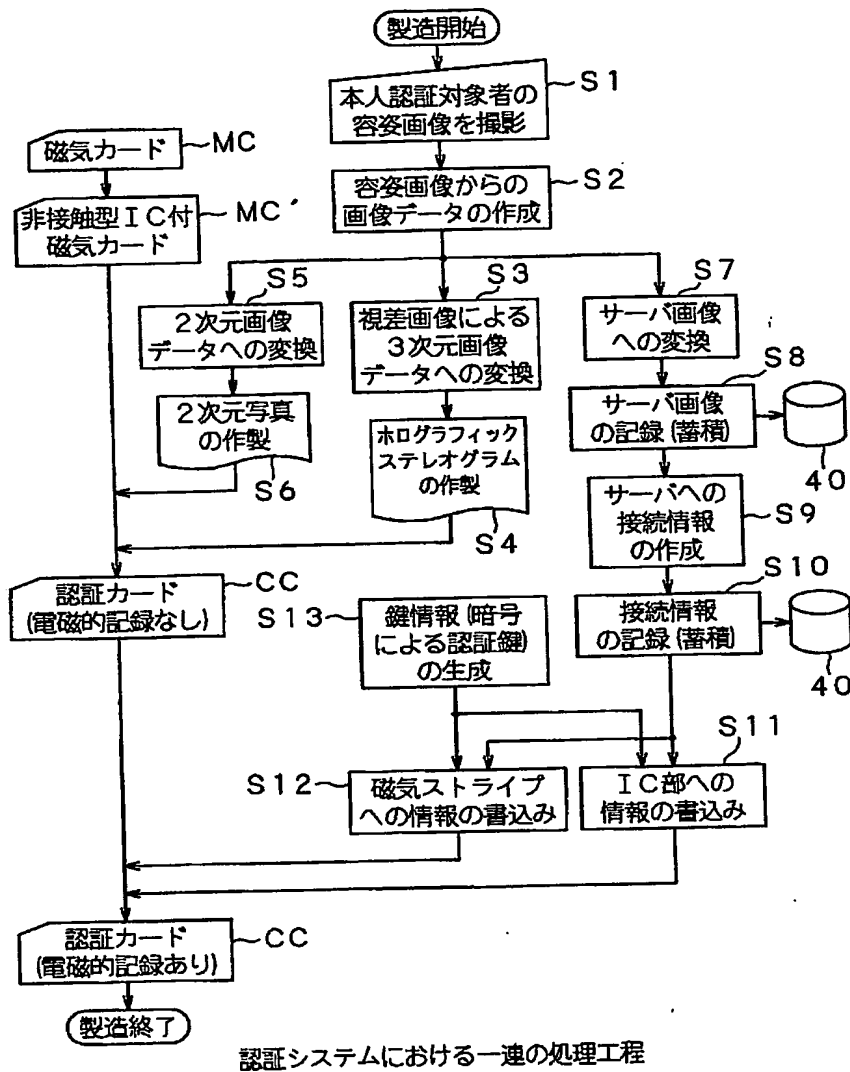 製造開始
本人認証対象者の
容姿画像を撮影
S1
磁気カード
MC
容姿画像からの
画像データの作成
S2
非接触型IC付
磁気カード
MC'
S5
2次元画像
データへの変換
S3
視差画像による
3次元画像
データへの変換
S7
サーバ画像
への変換
S8
サーバ画像
の記録(蓄積)
40
2次元写真
の作製
S6
ホログラフィック
ステレオグラム
の作製
S4
サーバへの
接続情報
の作成
S9
S10
接続情報
の記録(蓄積)
40
認証カード
(電磁的記録なし)
CC
S13
鍵情報(暗号
による認証鍵)
の生成
S12
磁気ストライプ
への情報の書込み
S11
IC部への
情報の書込み
認証カード
(電磁的記録あり)
CC
製造終了
認証システムにおける一連の処理工程